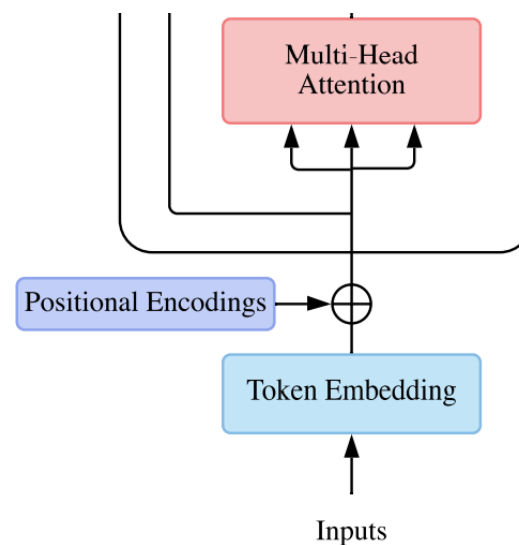 Multi-Head
Attention
Positional Encodings
Token Embedding
Inputs